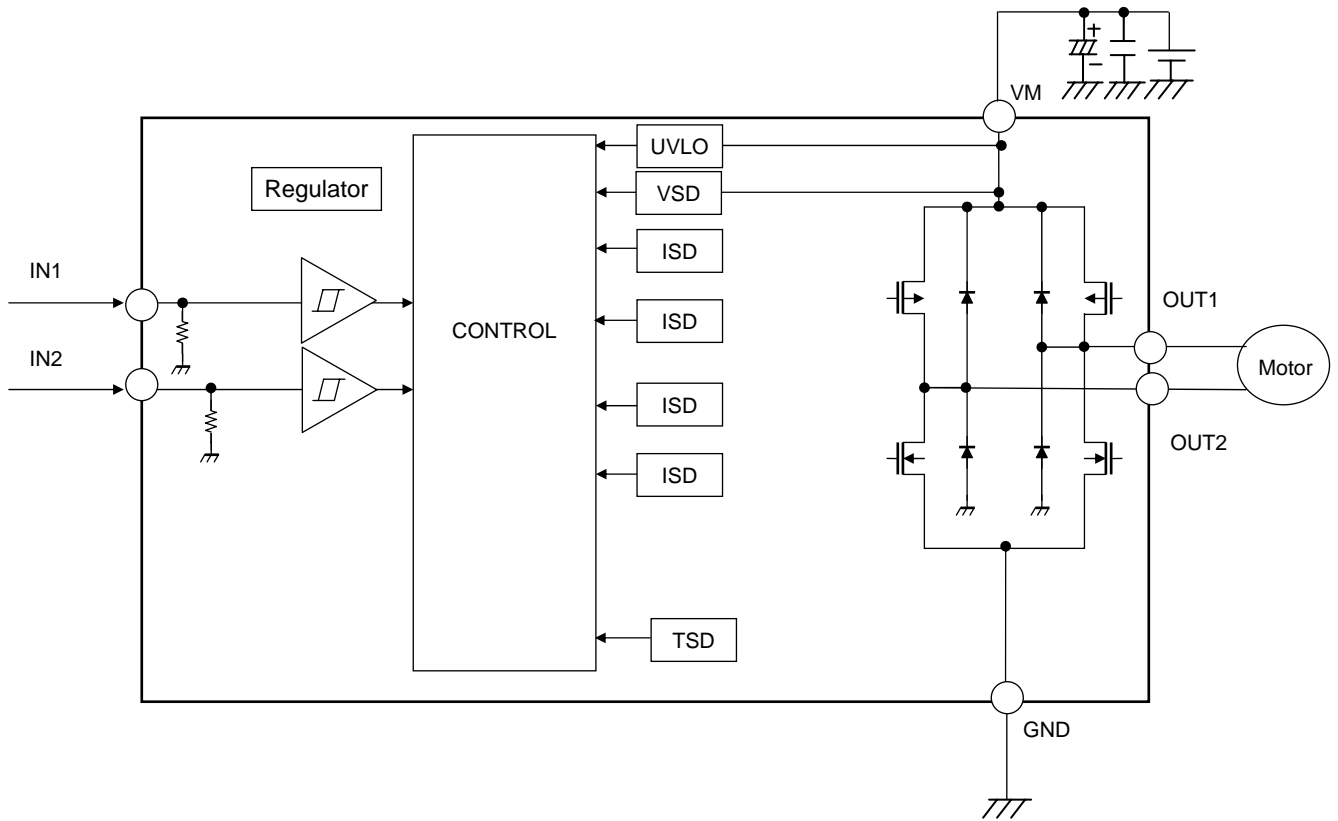 +
-
VM
UVLO
Regulator
VSD
ISD
IN1
OUT1
ISD
CONTROL
IN2
Motor
ISD
OUT2
ISD
TSD
GND